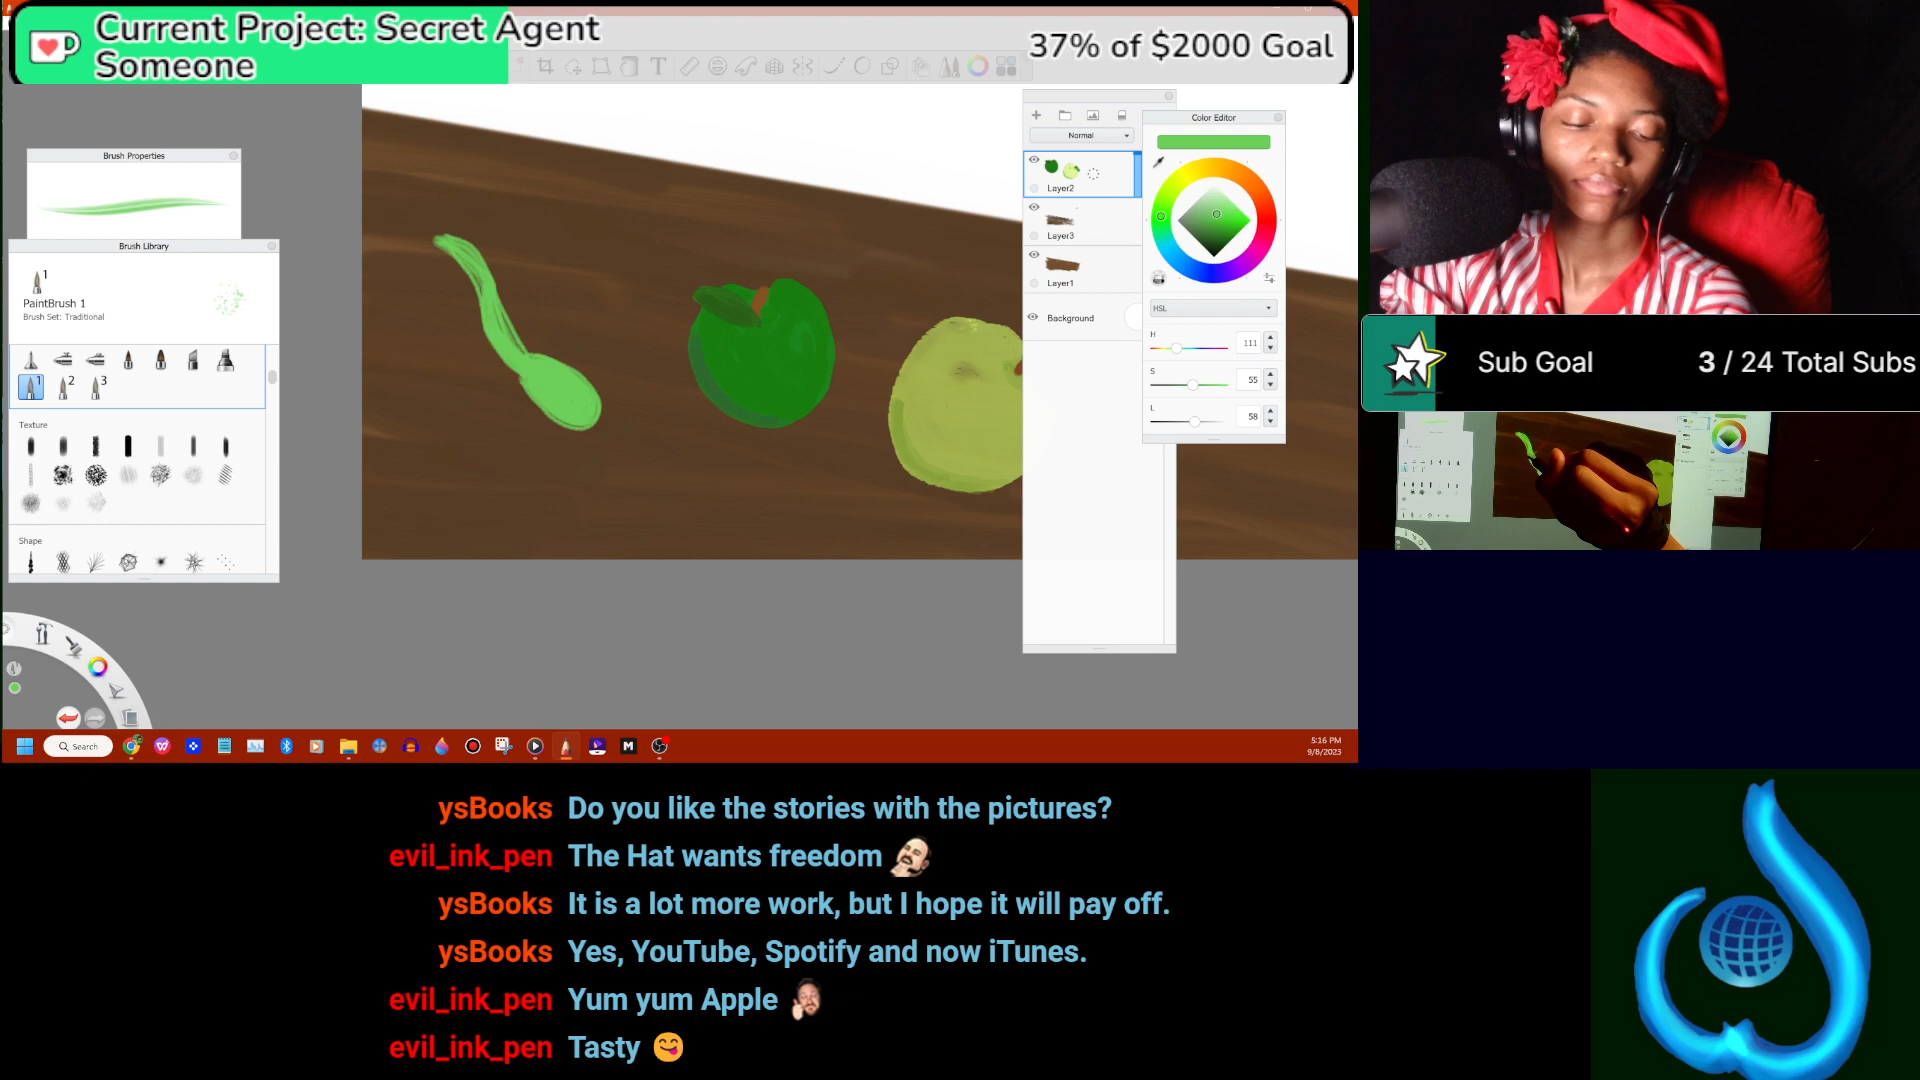 Current Project: Secret Agent
Someone
37% of $2000 Goal
Brush Properties
Brush Library
1
PaintBrush 1
Brush Set: Traditional
1
2
3
Texture
Shape
Normal
Layer2
Layer3
Layer1
Background
Color Editor
HSL
H
111
S
55
L
58
Sub Goal
3 / 24 Total Subs
Search
5:16 PM
9/8/2023
ysBooks Do you like the stories with the pictures?
evil_ink_pen The Hat wants freedom
ysBooks It is a lot more work, but I hope it will pay off.
ysBooks Yes, YouTube, Spotify and now iTunes.
evil_ink_pen Yum yum Apple
evil_ink_pen Tasty 😋